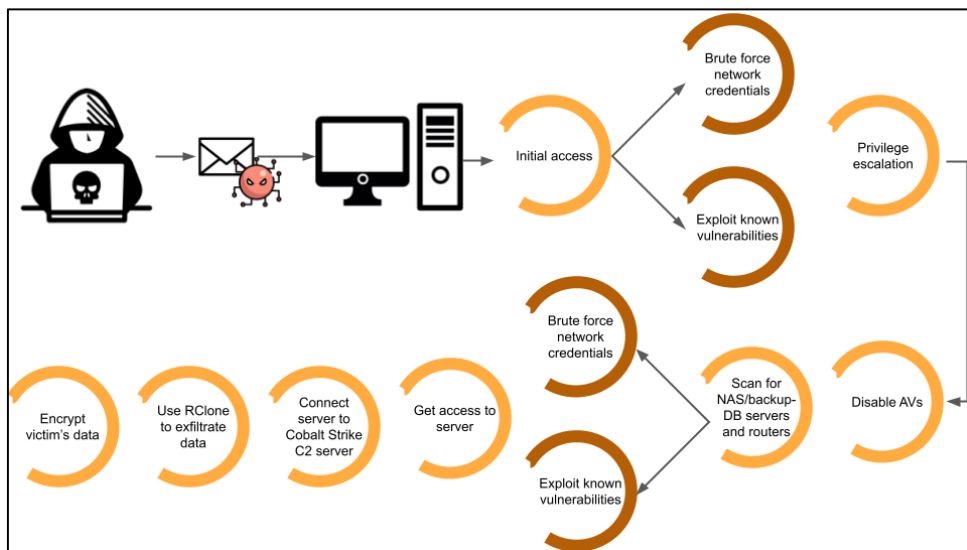 Initial access
Brute force
network
credentials
Exploit known
vulnerabilities
Privilege
escalation
Disable AVs
Scan for
NAS/backup-
DB servers
and routers
Brute force
network
credentials
Exploit known
vulnerabilities
Get access to
server
Connect
server to
Cobalt Strike
C2 server
Use RClone
to exfiltrate
data
Encrypt
victim's data